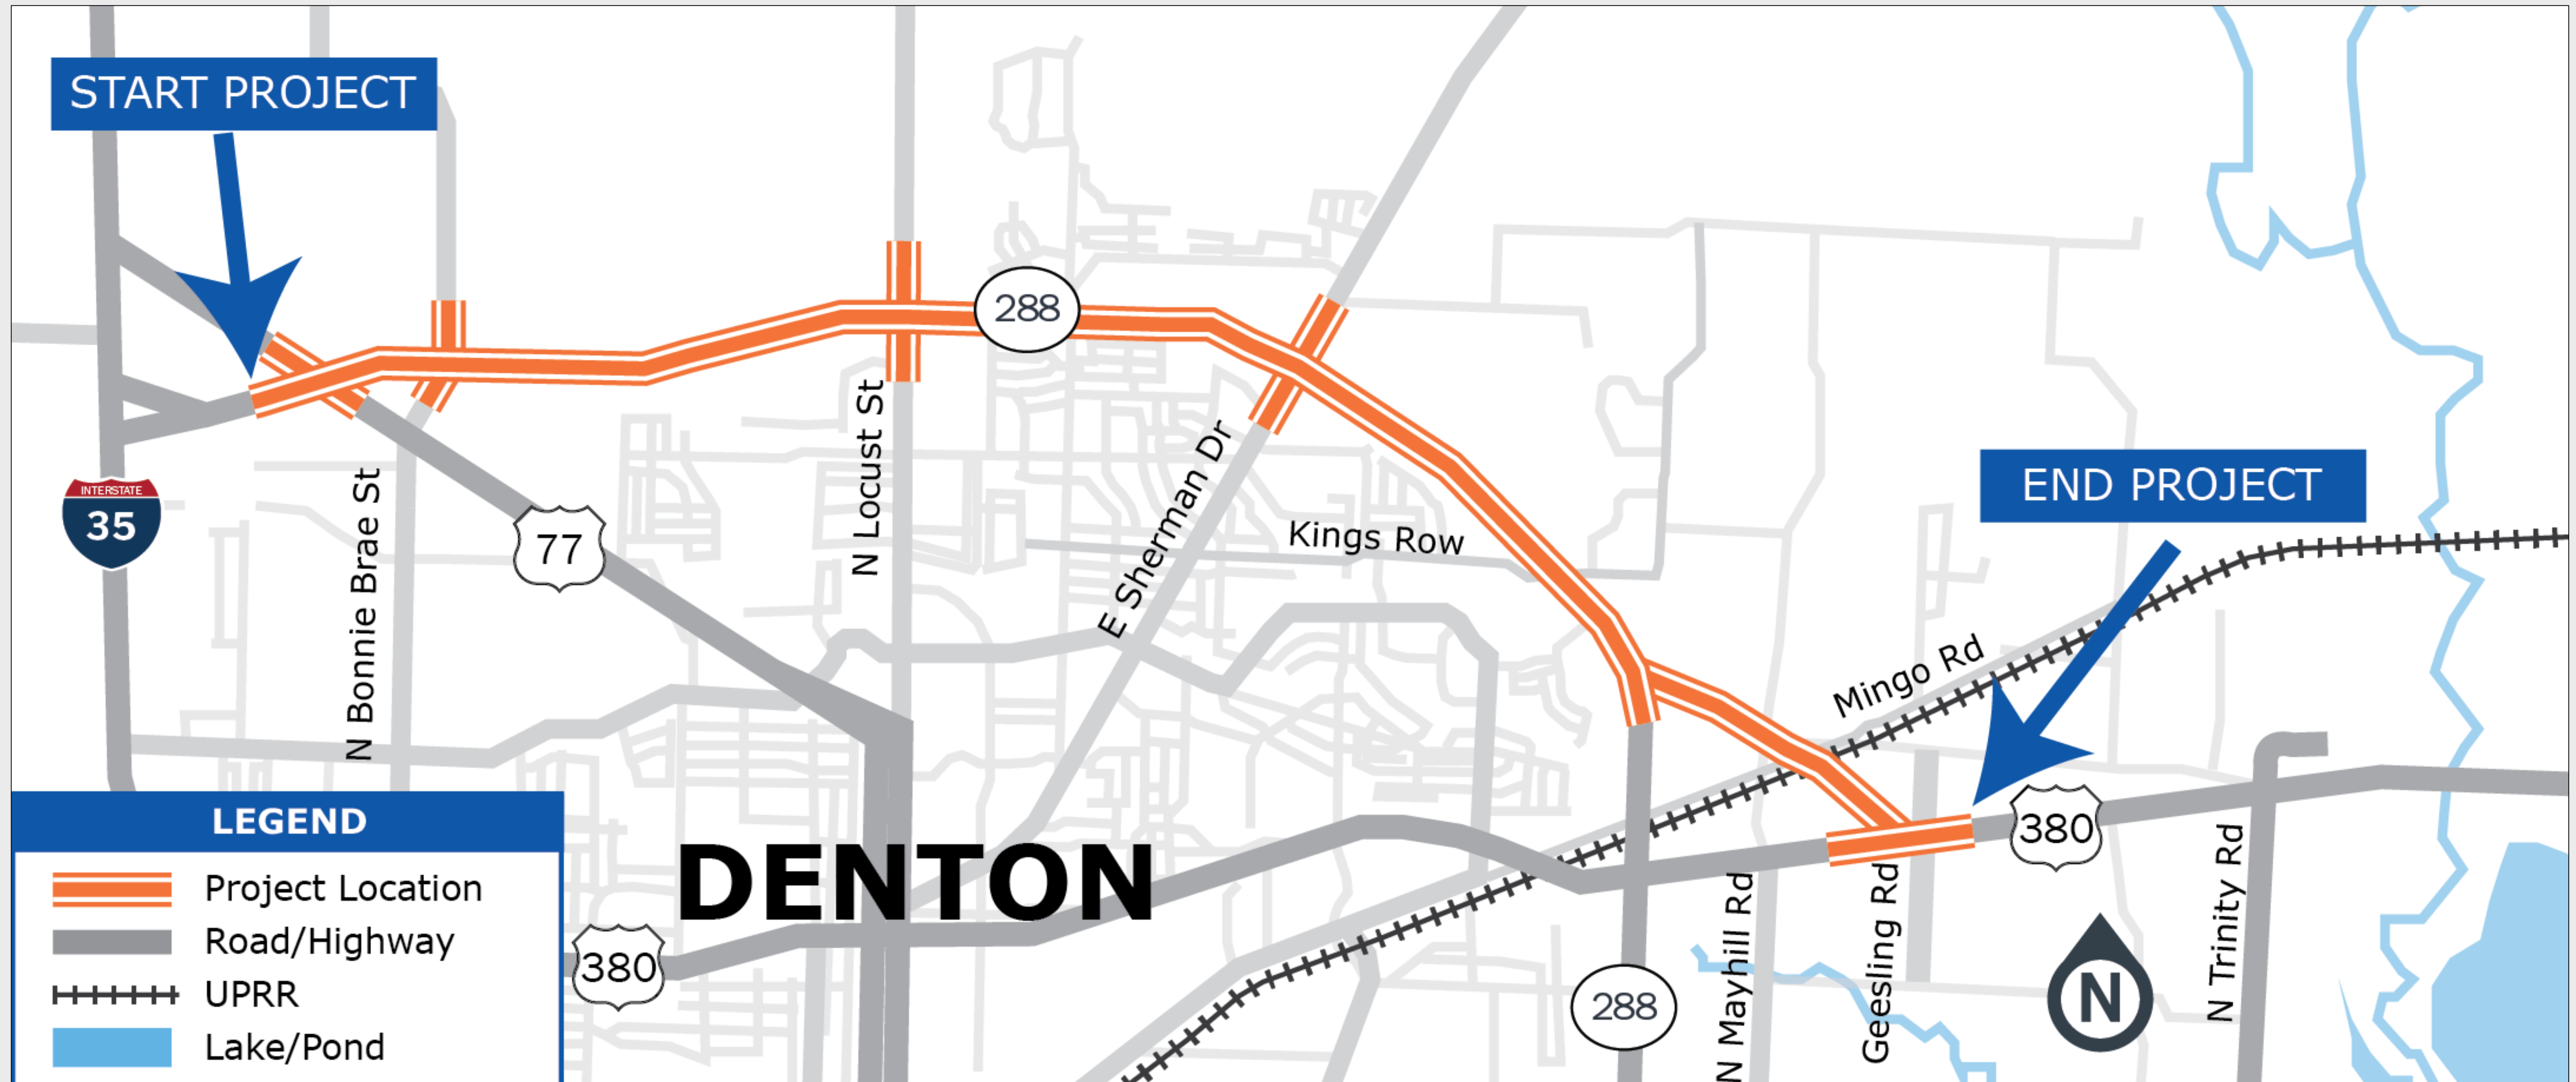 START PROJECT
288
N Locust St
E Sherman Dr
INTERSTATE
35
N Bonnie Brae St
77
Kings Row
END PROJECT
Mingo Rd
LEGEND
Project Location
Road/Highway
UPRR
Lake/Pond
DENTON
380
380
288
N Mayhill Rd
Geesling Rd
N
N Trinity Rd